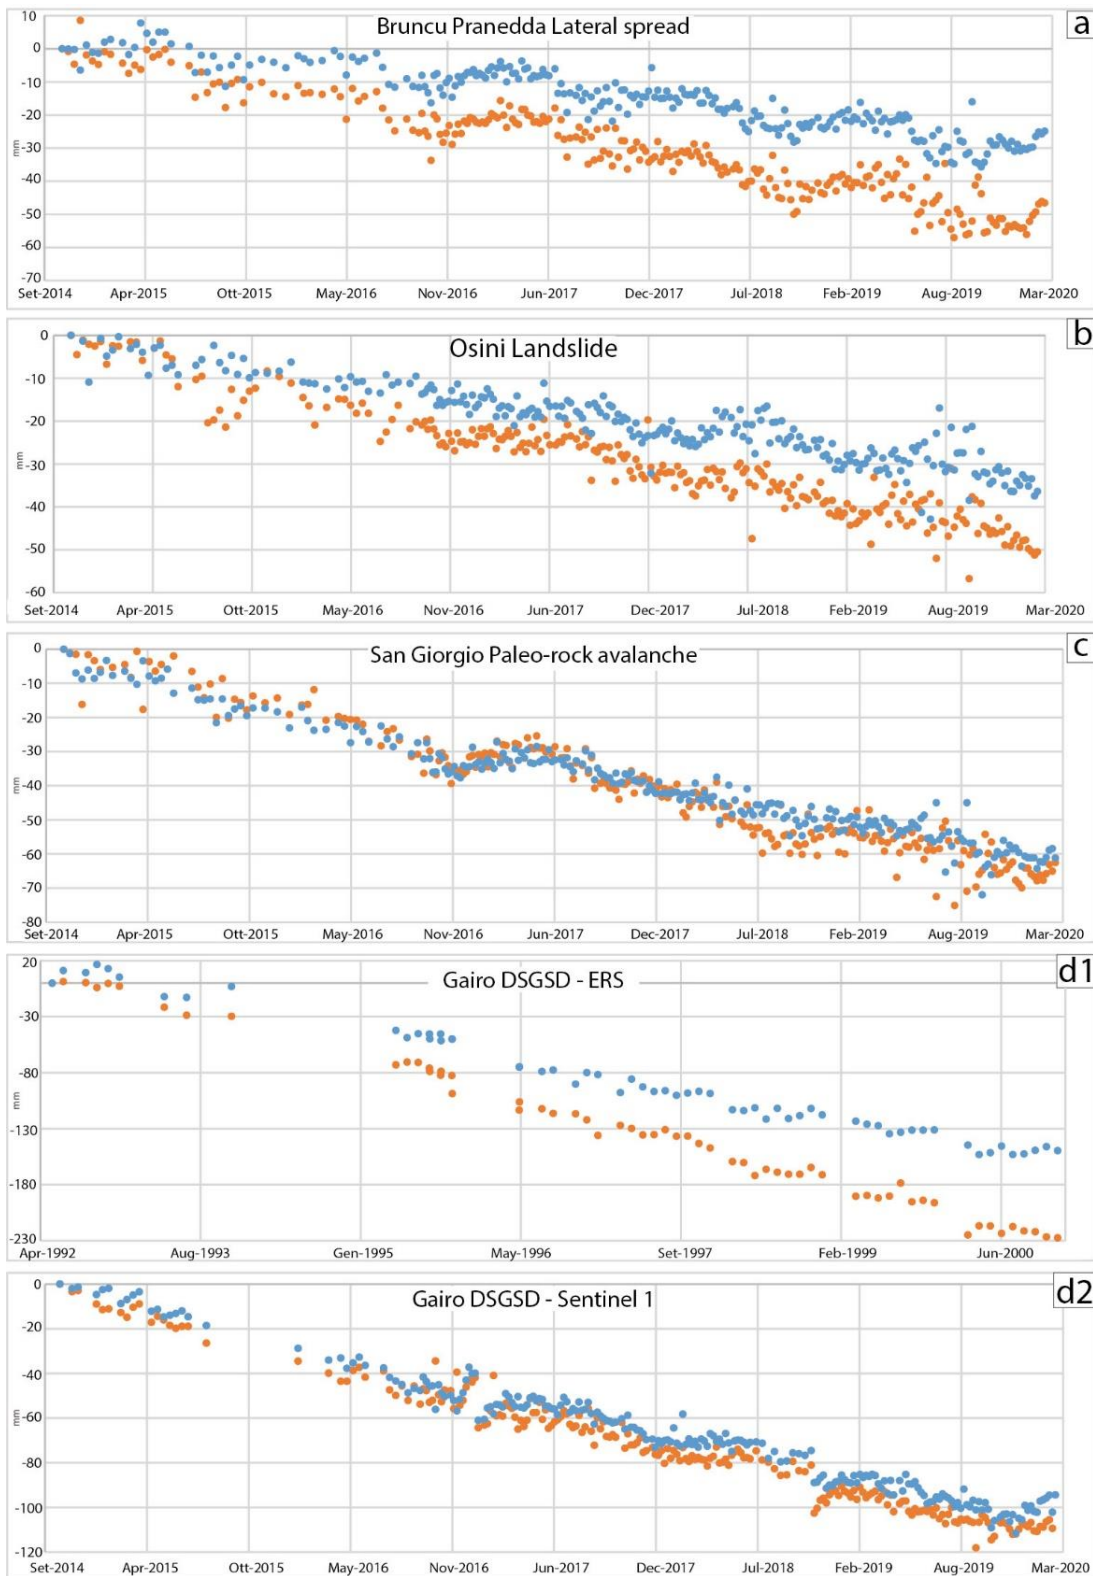 Bruncu Pranedda Lateral spread
a
10
0
-10
-20
-30
-40
-50
-60
-70
mm
Set-2014 Apr-2015 Ott-2015 May-2016 Nov-2016 Jun-2017 Dec-2017 Jul-2018 Feb-2019 Aug-2019 Mar-2020
Osini Landslide
b
0
-10
-20
-30
-40
-50
-60
mm
Set-2014 Apr-2015 Ott-2015 May-2016 Nov-2016 Jun-2017 Dec-2017 Jul-2018 Feb-2019 Aug-2019 Mar-2020
San Giorgio Paleo-rock avalanche
c
0
-10
-20
-30
-40
-50
-60
-70
-80
mm
Set-2014 Apr-2015 Ott-2015 May-2016 Nov-2016 Jun-2017 Dec-2017 Jul-2018 Feb-2019 Aug-2019 Mar-2020
Gairo DSGSD - ERS
d1
20
-30
-80
-130
-180
-230
mm
Apr-1992 Aug-1993 Gen-1995 May-1996 Set-1997 Feb-1999 Jun-2000
Gairo DSGSD - Sentinel 1
d2
0
-20
-40
-60
-80
-100
-120
mm
Set-2014 Apr-2015 Ott-2015 May-2016 Nov-2016 Jun-2017 Dec-2017 Jul-2018 Feb-2019 Aug-2019 Mar-2020